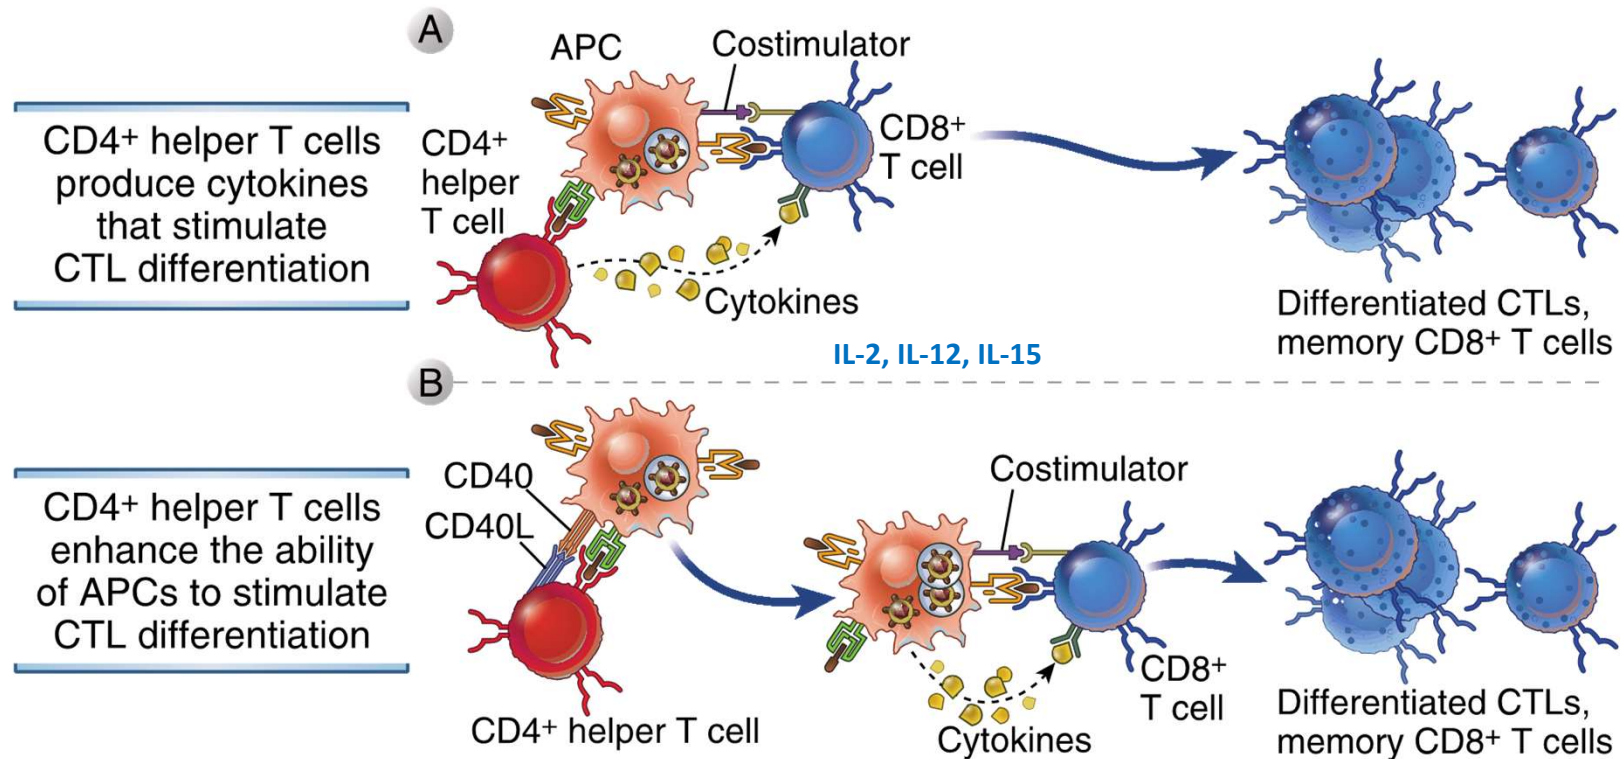 A
APC
Costimulator
CD4+ helper T cells
produce cytokines
that stimulate
CTL differentiation
CD4+
helper
T cell
CD8+
T cell
Cytokines
Differentiated CTLs,
memory CD8+ T cells
IL-2, IL-12, IL-15
B
CD4+ helper T cells
enhance the ability
of APCs to stimulate
CTL differentiation
CD40
CD40L
Costimulator
CD4+ helper T cell
Cytokines
CD8+
T cell
Differentiated CTLs,
memory CD8+ T cells